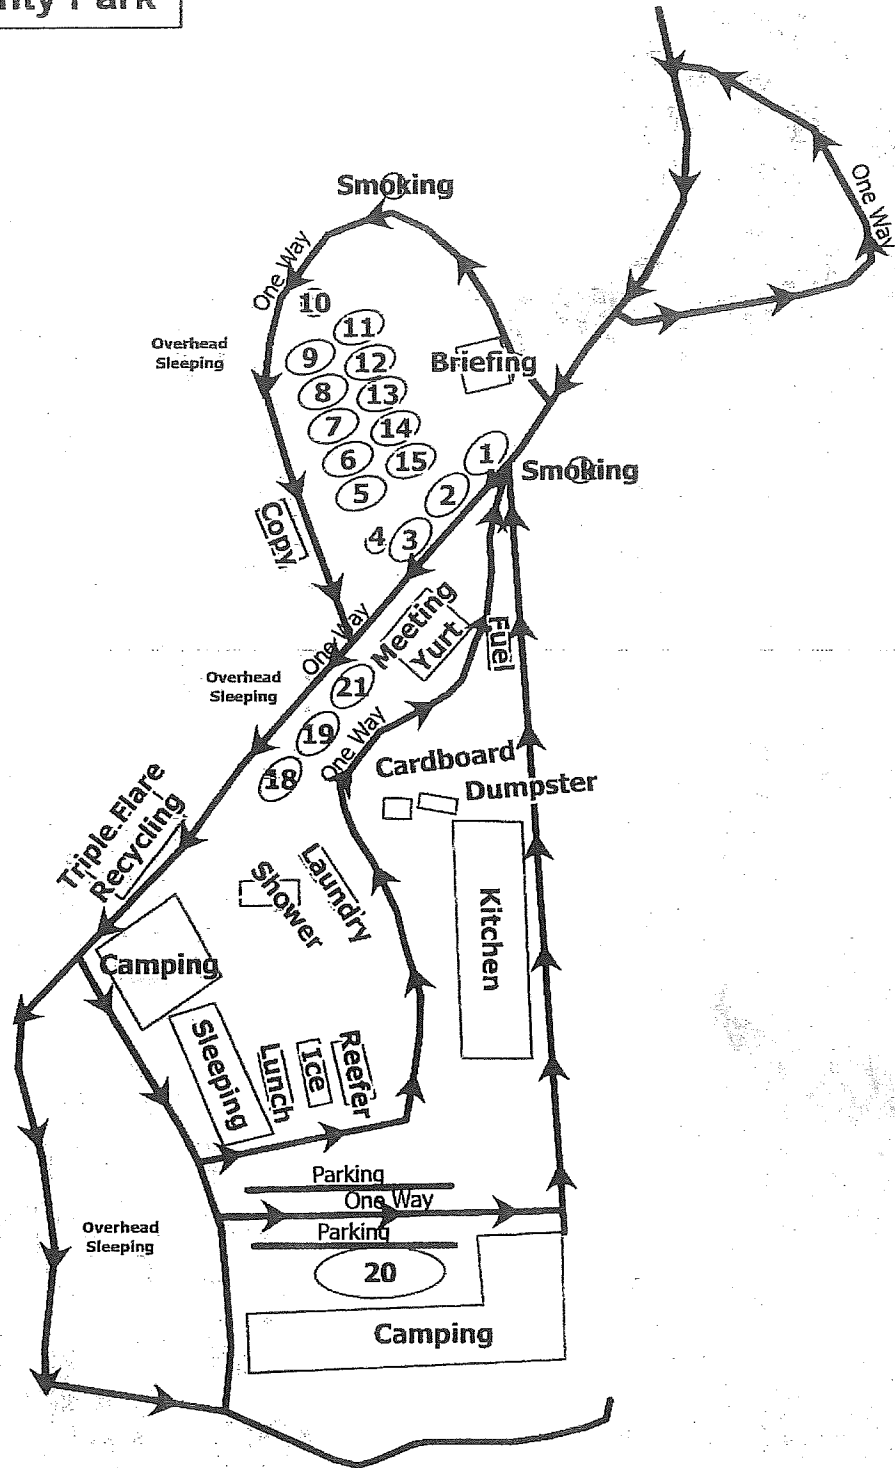 Park
One Way
Smoking
One Way
10
Overhead
Sleeping
11
9
12
Briefing
8
13
7
14
6
15
1
Smoking
5
2
Copy
4
3
Meeting
Yurt
Fuel
One Way
Overhead
Sleeping
21
19
One Way
18
Cardboard
Dumpster
Triple Flare
Recycling
Shower
Laundry
Kitchen
Camping
Sleeping
Lunch
Ice
Reefer
Parking
One Way
Parking
Overhead
Sleeping
20
Camping